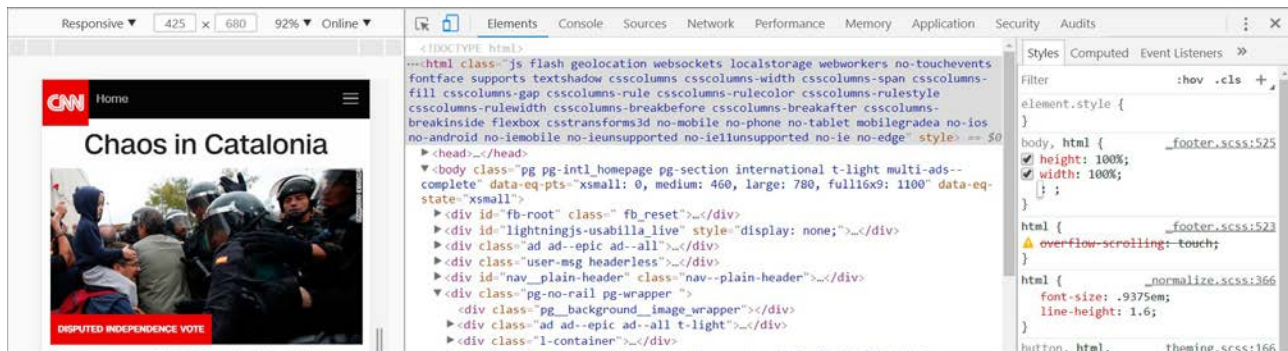 Responsive ▼ 425 × 680 92% ▼ Online ▼
Elements Console Sources Network Performance Memory Application Security Audits
CNN Home
Chaos in Catalonia
DISPUTED INDEPENDENCE VOTE
<!DOCTYPE html>
···<html class="js flash geolocation websockets localstorage webworkers no-touchevents
fontface supports textshadow csscolumns csscolumns-width csscolumns-span csscolumns-
fill csscolumns-gap csscolumns-rule csscolumns-rulecolor csscolumns-rulestyle
csscolumns-rulewidth csscolumns-breakbefore csscolumns-breakafter csscolumns-
breakinside flexbox csstransforms3d no-mobile no-phone no-tablet mobilegradea no-ios
no-android no-iemobile no-ieunsupported no-ie11unsupported no-ie no-edge" style> == $0
▶<head>…</head>
▼<body class="pg pg-intl_homepage pg-section international t-light multi-ads--
complete" data-eq-pts="xsmall: 0, medium: 460, large: 780, full16x9: 1100" data-eq-
state="xsmall">
▶<div id="fb-root" class=" fb_reset">…</div>
▶<div id="lightningjs-usabilla_live" style="display: none;">…</div>
▶<div class="ad ad--epic ad--all">…</div>
▶<div class="user-msg headerless">…</div>
▶<div id="nav__plain-header" class="nav--plain-header">…</div>
▼<div class="pg-no-rail pg-wrapper ">
<div class="pg__background__image_wrapper"></div>
▶<div class="ad ad--epic ad--all t-light">…</div>
▶<div class="l-container">…</div>
Styles Computed Event Listeners »
Filter :hov .cls +
element.style {
}
body, html { _footer.scss:525
height: 100%;
width: 100%;
: ;
}
html { _footer.scss:523
overflow-scrolling: touch;
}
html { _normalize.scss:366
font-size: .9375em;
line-height: 1.6;
}
button, html, theming.scss:166